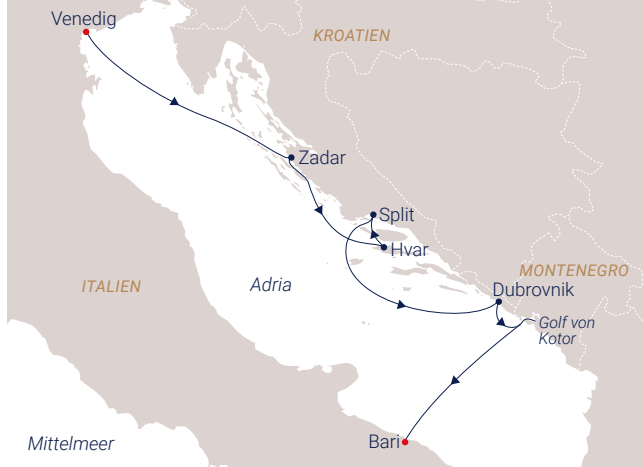 Venedig
KROATIEN
Zadar
Split
Hvar
MONTENEGRO
ITALIEN
Adria
Dubrovnik
Golf von
Kotor
Bari
Mittelmeer